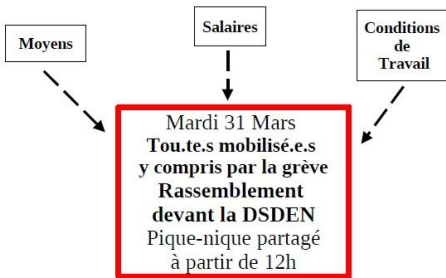 Moyens
Salaires
Conditions
de
Travail
Mardi 31 Mars
Tou.te.s mobilisé.e.s
y compris par la grève
Rassemblement
devant la DSDEN
Pique-nique partagé
à partir de 12h